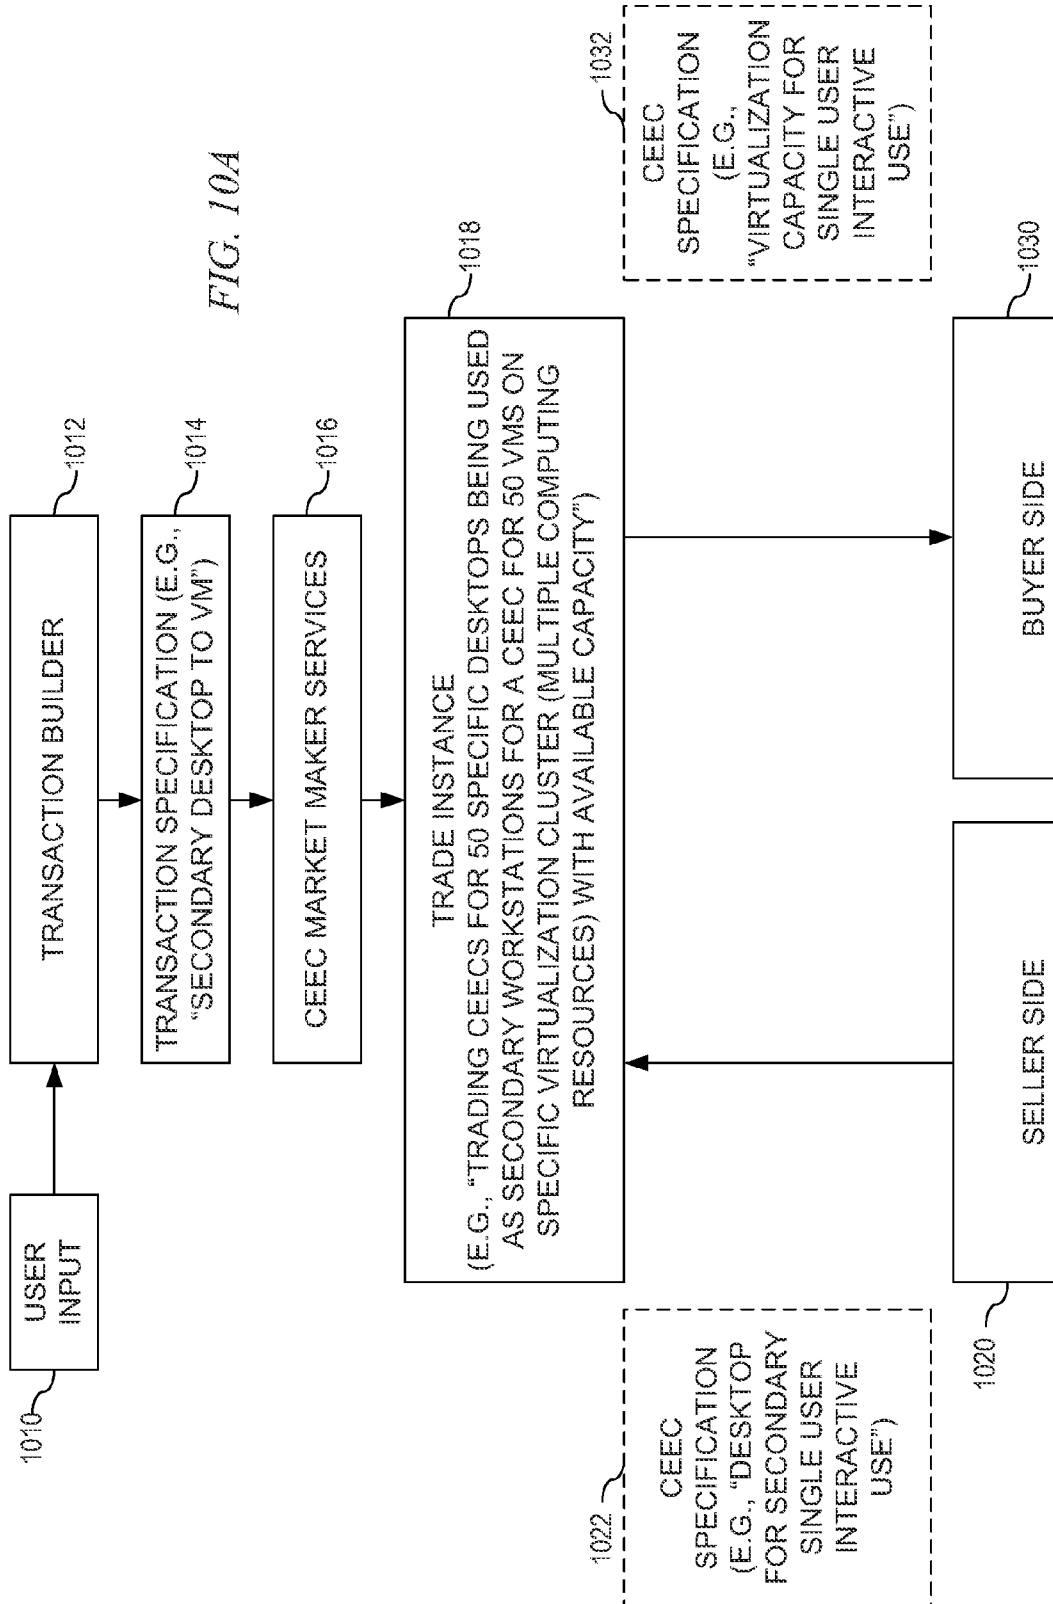 FIG. 10A
1010
USER
INPUT
TRANSACTION BUILDER
1012
TRANSACTION SPECIFICATION (E.G.,
“SECONDARY DESKTOP TO VM”)
1014
CEEC MARKET MAKER SERVICES
1016
TRADE INSTANCE
(E.G., “TRADING CEECS FOR 50 SPECIFIC DESKTOPS BEING USED
AS SECONDARY WORKSTATIONS FOR A CEEC FOR 50 VMS ON
SPECIFIC VIRTUALIZATION CLUSTER (MULTIPLE COMPUTING
RESOURCES) WITH AVAILABLE CAPACITY”)
1018
1022
CEEC
SPECIFICATION
(E.G., “DESKTOP
FOR SECONDARY
SINGLE USER
INTERACTIVE
USE”)
1032
CEEC
SPECIFICATION
(E.G.,
“VIRTUALIZATION
CAPACITY FOR
SINGLE USER
INTERACTIVE
USE”)
SELLER SIDE
1020
BUYER SIDE
1030